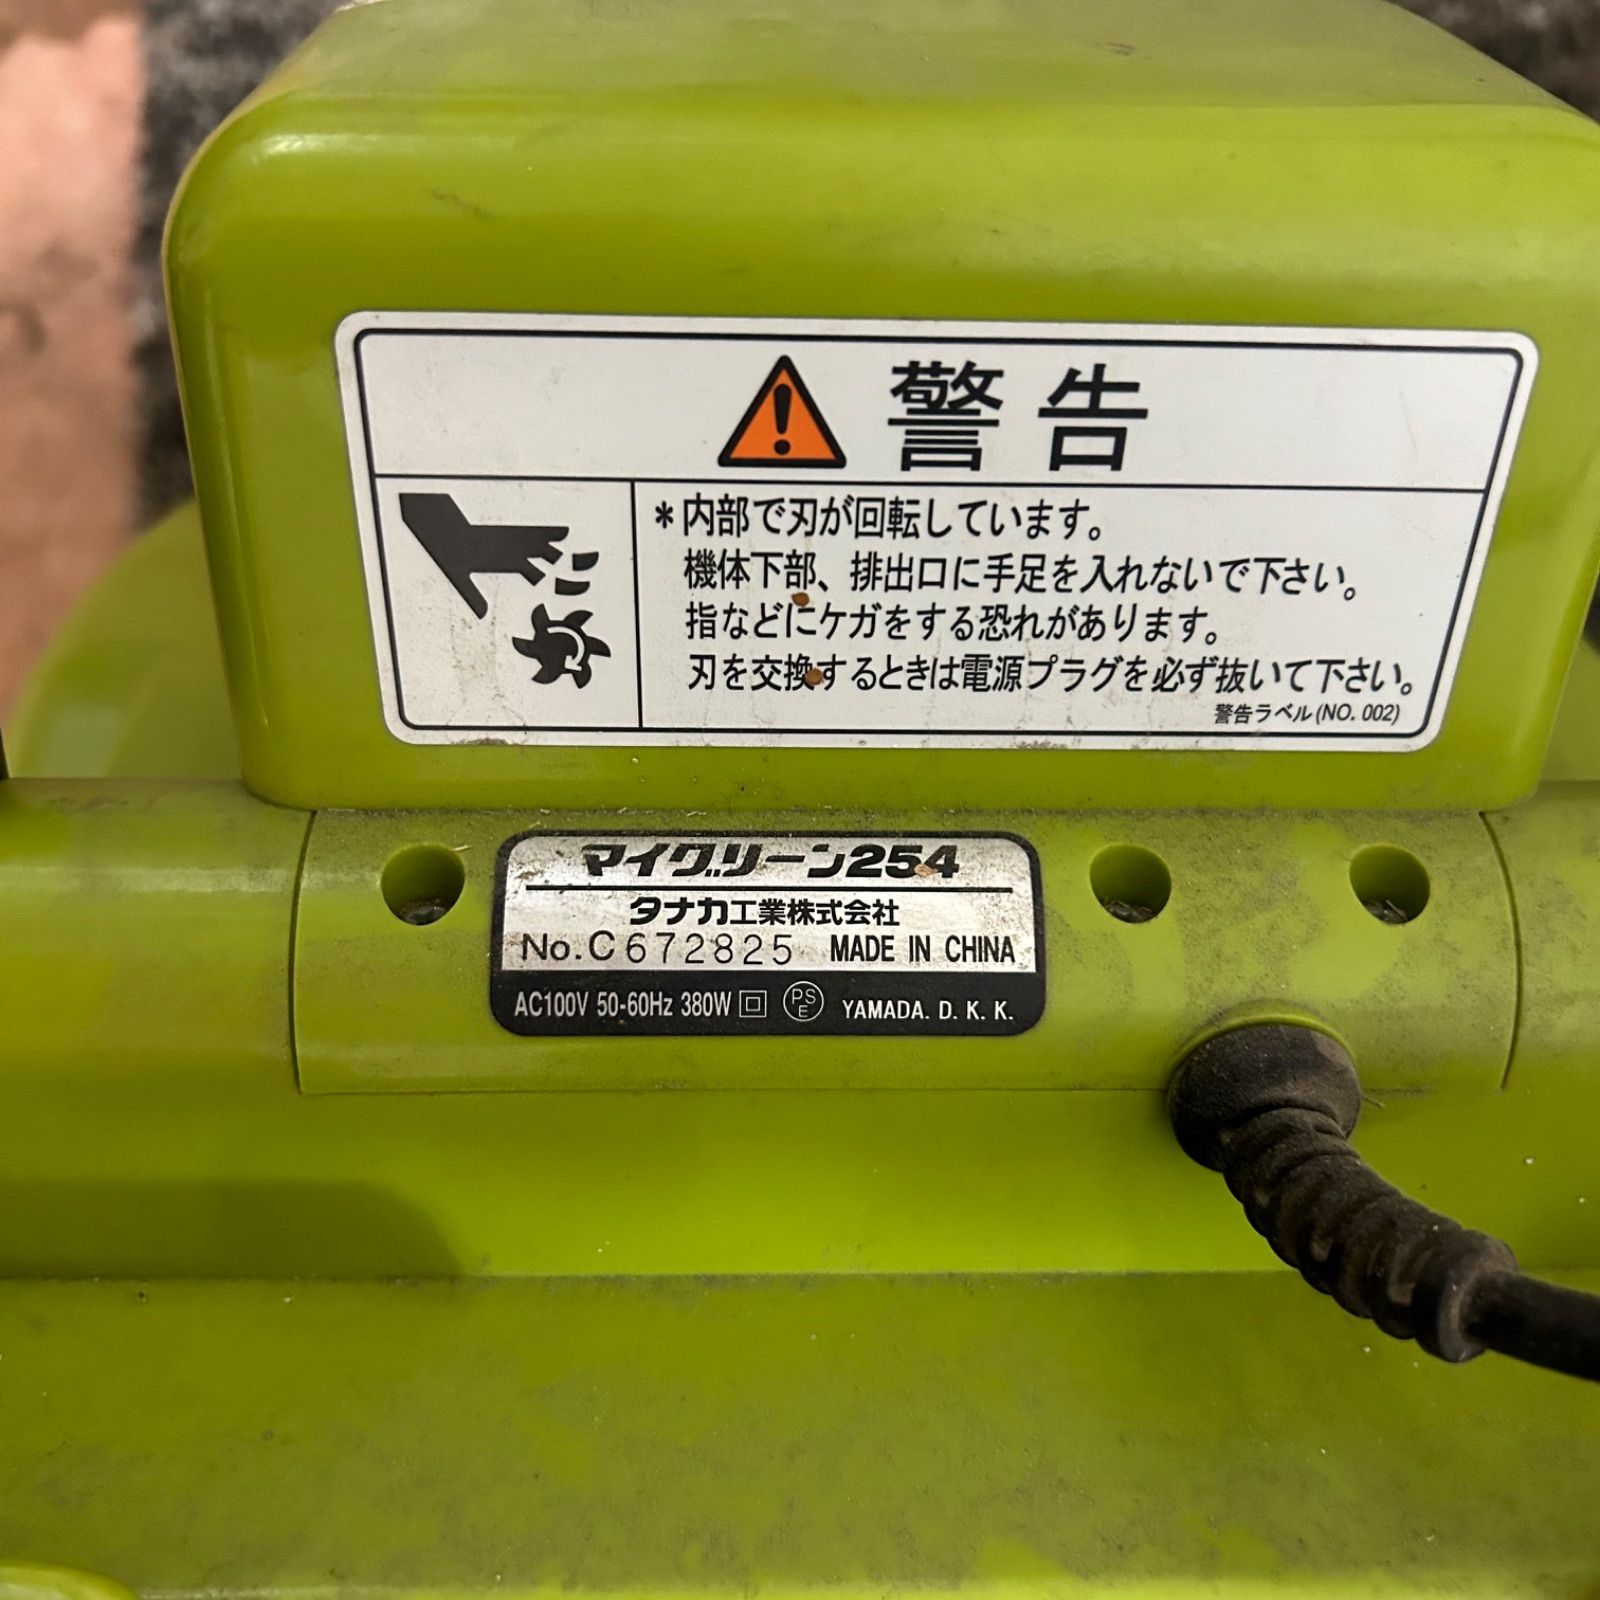 警告
*内部で刃が回転しています。
機体下部、排出口に手足を入れないで下さい。
指などにケガをする恐れがあります。
刃を交換するときは電源プラグを必ず抜いて下さい。
警告ラベル(NO. 002)
マイグリーン254
タナカ工業株式会社
No.C672825 MADE IN CHINA
AC100V 50-60Hz 380W PSE YAMADA. D. K. K.